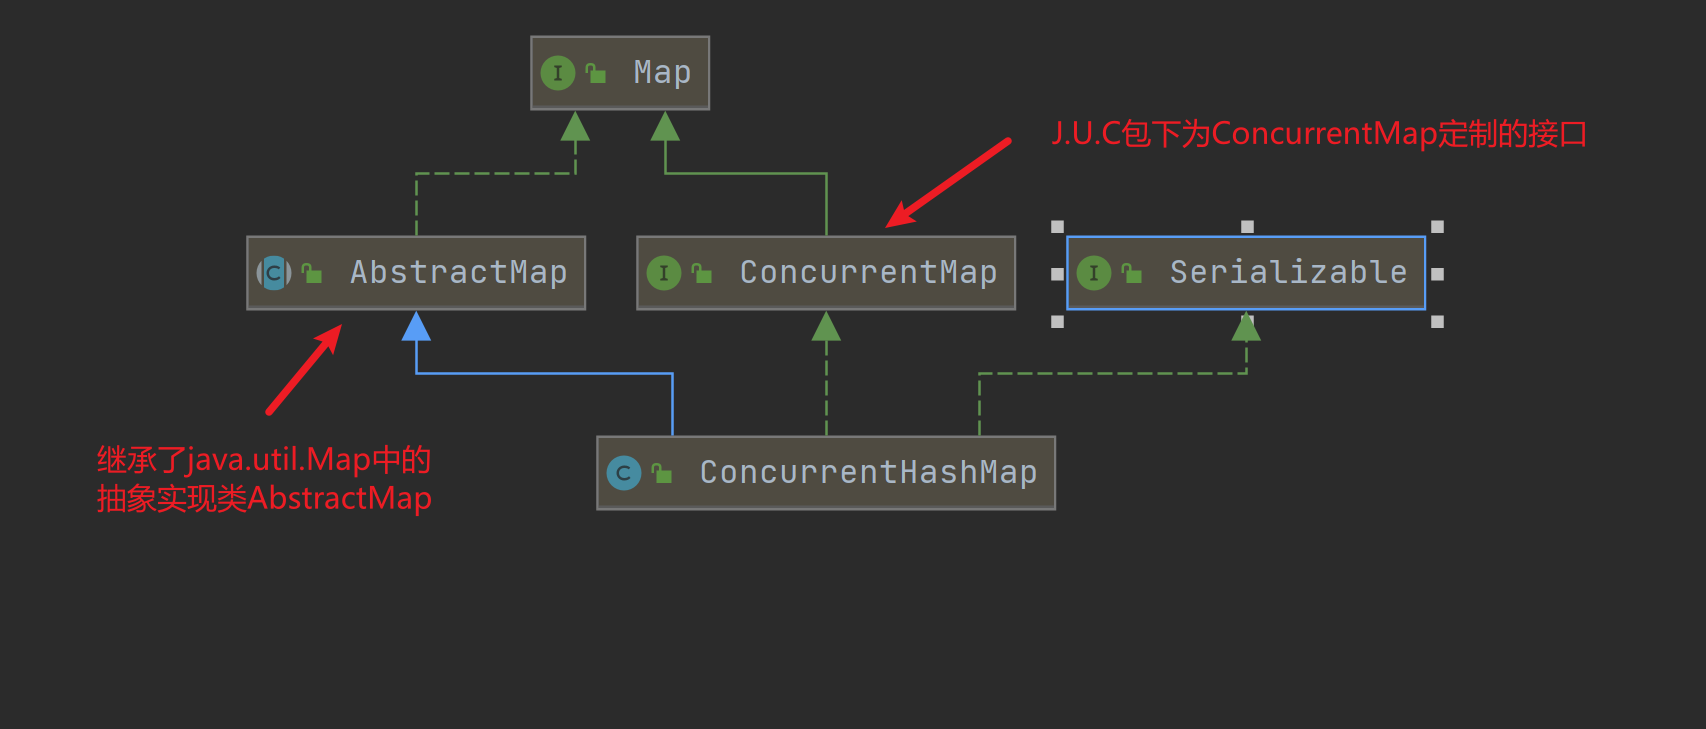 Map
J.U.C包下为ConcurrentMap定制的接口
AbstractMap
ConcurrentMap
Serializable
继承了java.util.Map中的
抽象实现类AbstractMap
ConcurrentHashMap